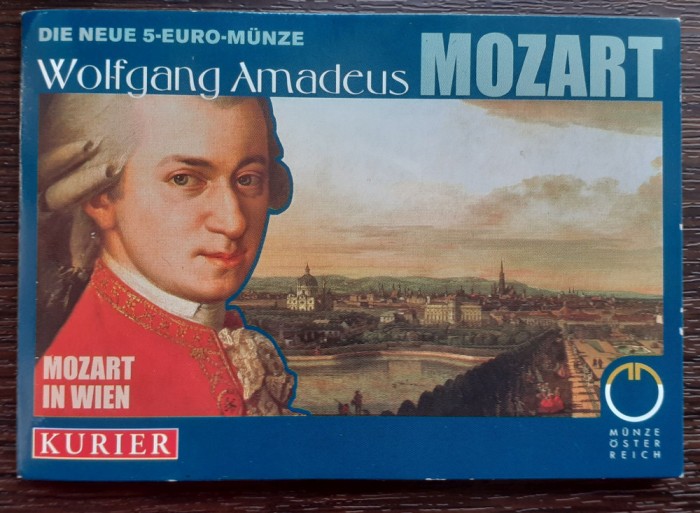 DIE NEUE 5-EURO-MÜNZE
Wolfgang Amadeus MOZART
MOZART
IN WIEN
KURIER
MÜNZE
ÖSTER
REICH